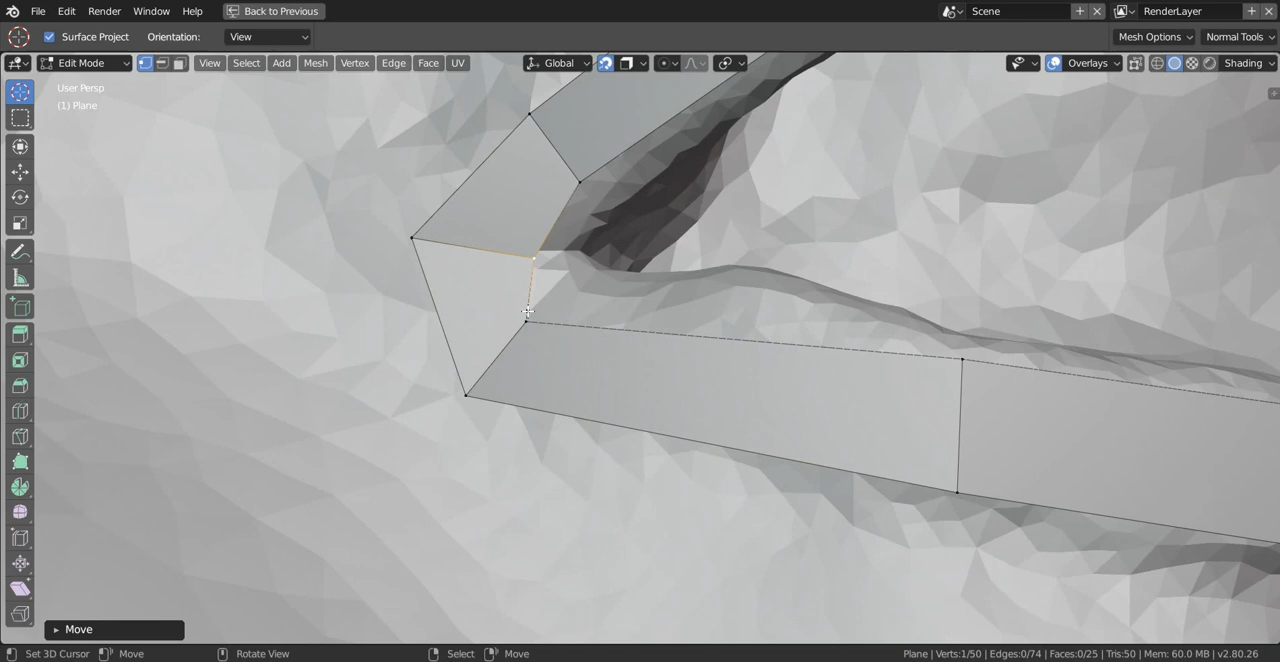 File Edit Render Window Help Back to Previous Scene RenderLayer
Surface Project Orientation: View Mesh Options Normal Tools
Edit Mode View Select Add Mesh Vertex Edge Face UV Global Overlays Shading
User Persp
(1) Plane
Move
Set 3D Cursor Move Rotate View Select Move Plane | Verts:1/50 | Edges:0/74 | Faces:0/25 | Tris:50 | Mem: 60.0 MB | v2.80.26